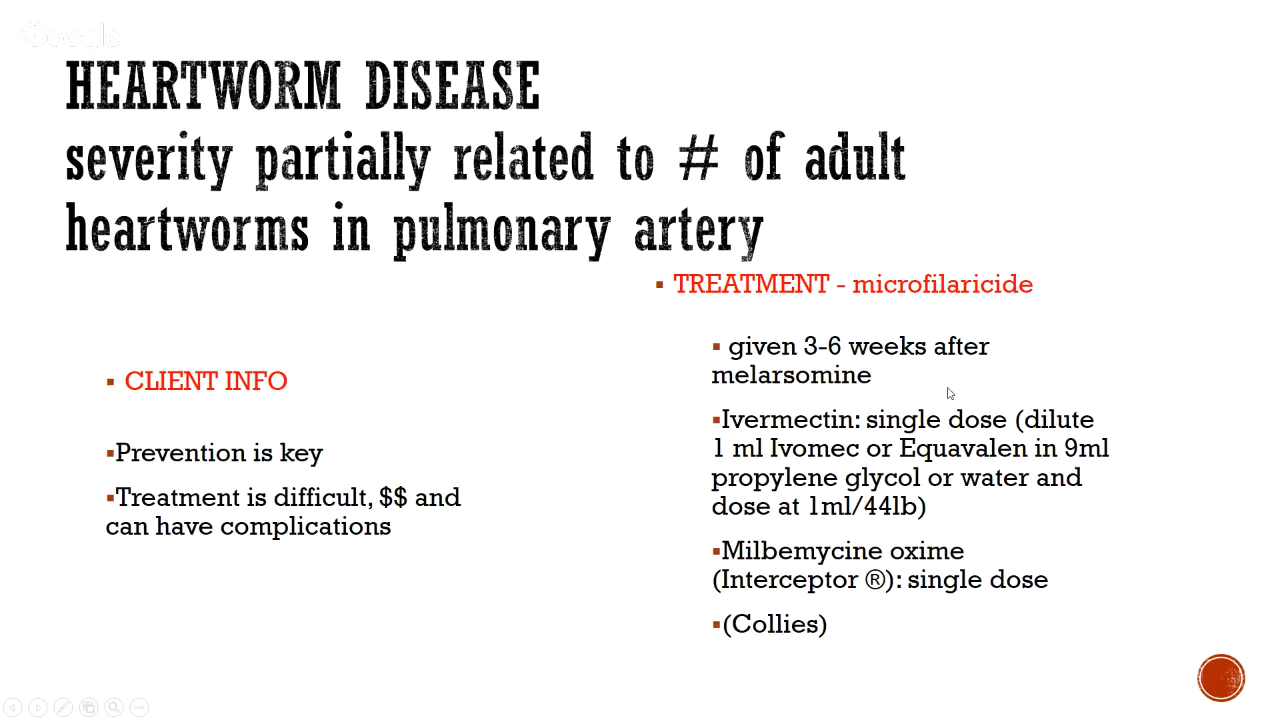 HEARTWORM DISEASE
severity partially related to # of adult
heartworms in pulmonary artery
▪ CLIENT INFO
▪Prevention is key
▪Treatment is difficult, $$ and
can have complications
▪ TREATMENT - microfilaricide
▪ given 3-6 weeks after
melarsomine
▪Ivermectin: single dose (dilute
1 ml Ivomec or Equavalen in 9ml
propylene glycol or water and
dose at 1ml/44lb)
▪Milbemycine oxime
(Interceptor ®): single dose
▪(Collies)